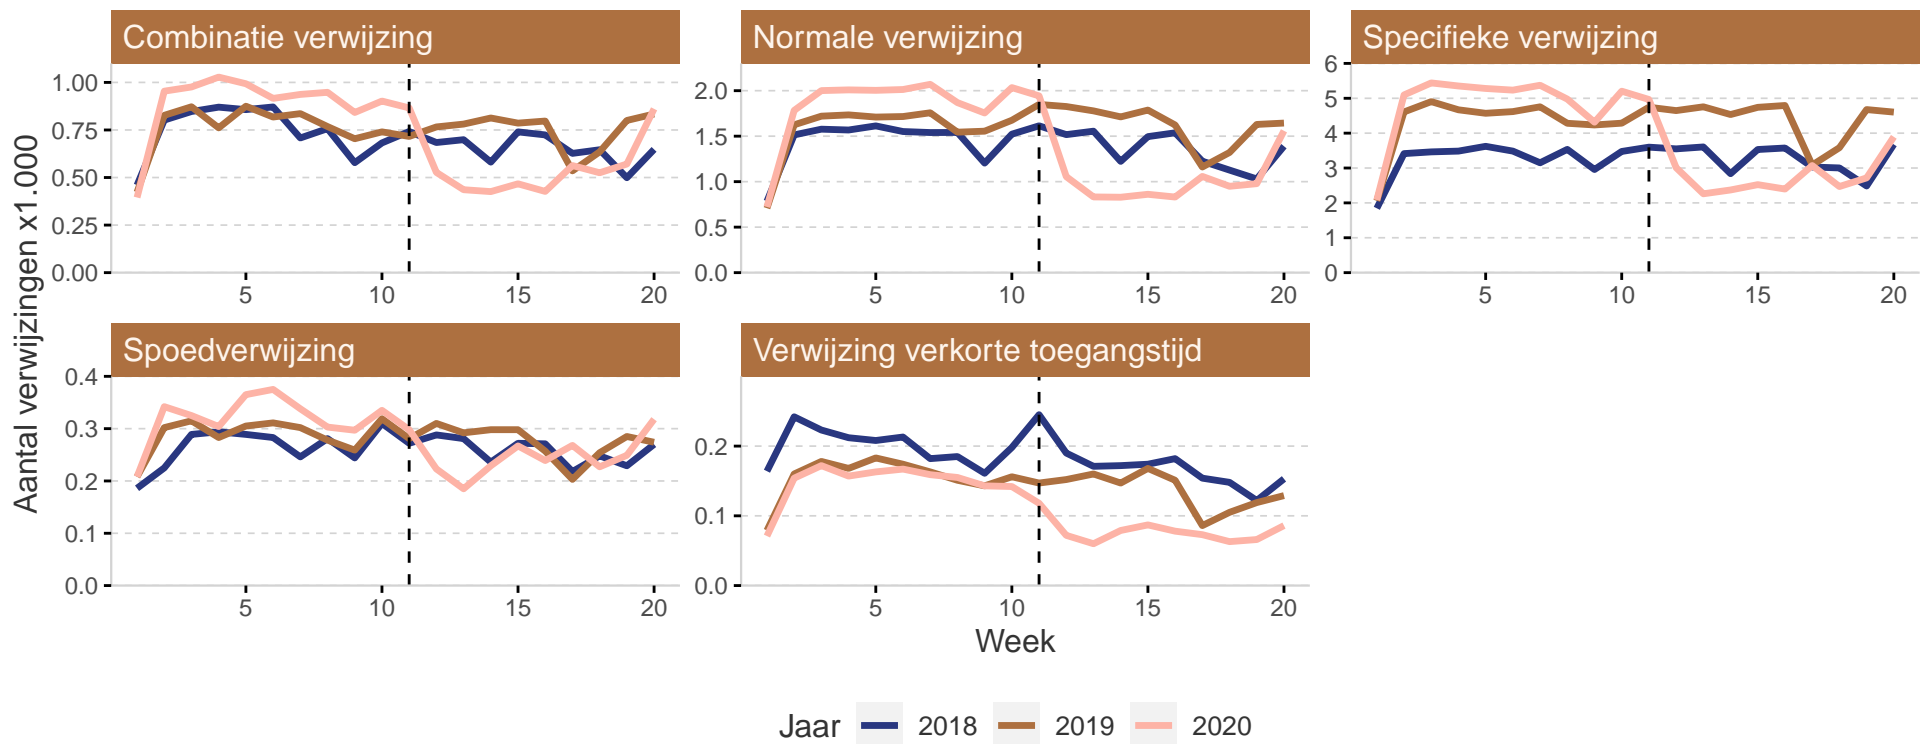 Combinatie verwijzing
Normale verwijzing
Specifieke verwijzing
Aantal verwijzingen x1.000
1.00
0.75
0.50
0.25
0.00
5 10 15 20
2.0
1.5
1.0
0.5
0.0
5 10 15 20
6
5
4
3
2
1
0
5 10 15 20
Spoedverwijzing
Verwijzing verkorte toegangstijd
0.4
0.3
0.2
0.1
0.0
5 10 15 20
0.2
0.1
0.0
5 10 15 20
Week
Jaar 2018 2019 2020